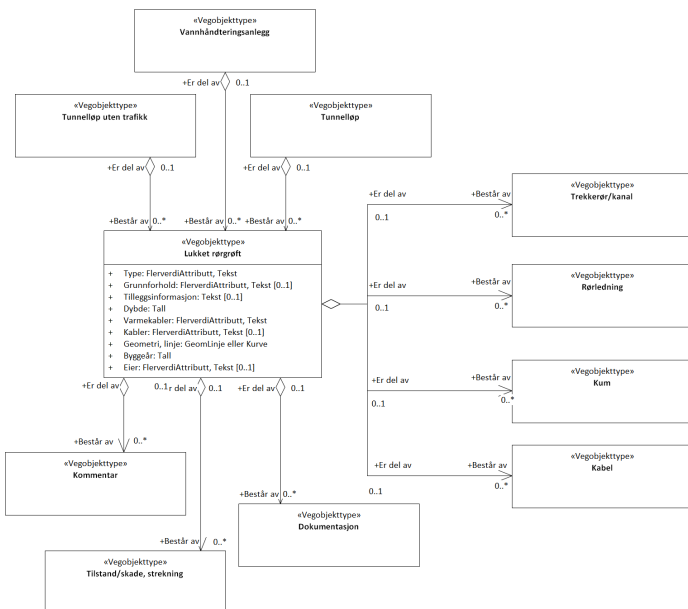 «Vegobjekttype»
Vannhåndteringsanlegg
+Er del av 0..1
«Vegobjekttype»
Tunnelløp uten trafikk
«Vegobjekttype»
Tunnelløp
+Er del av 0..1
+Er del av 0..1
+Består av 0..*
+Består av 0..*
+Består av 0..*
«Vegobjekttype»
Lukket rørgrøft
+ Type: FlerverdiAttributt, Tekst
+ Grunnforhold: FlerverdiAttributt, Tekst [0..1]
+ Tilleggsinformasjon: Tekst [0..1]
+ Dybde: Tall
+ Varmekabler: FlerverdiAttributt, Tekst
+ Kabler: FlerverdiAttributt, Tekst [0..1]
+ Geometri, linje: GeomLinje eller Kurve
+ Byggeår: Tall
+ Eier: FlerverdiAttributt, Tekst [0..1]
+Er del av +Består av
0..1 0..*
«Vegobjekttype»
Trekkerør/kanal
+Er del av +Består av
0..1 0..*
«Vegobjekttype»
Rørledning
+Er del av +Består av
0..1 0..*
«Vegobjekttype»
Kum
+Er del av +Består av
0..1 0..*
«Vegobjekttype»
Kabel
+Er del av 0..1
r del av 0..1
+Er del av 0..1
+Består av 0..*
«Vegobjekttype»
Kommentar
+Består av 0..*
«Vegobjekttype»
Dokumentasjon
+Består av 0..*
«Vegobjekttype»
Tilstand/skade, strekning